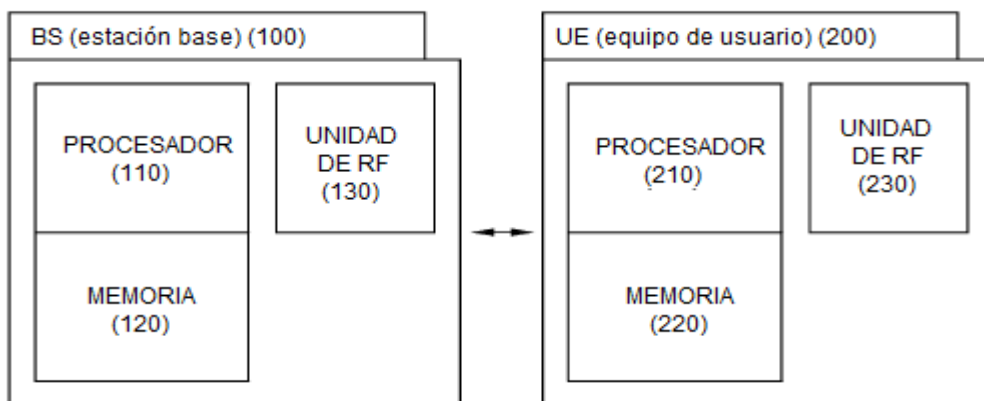 BS (estación base) (100)
PROCESADOR
(110)
UNIDAD
DE RF
(130)
MEMORIA
(120)
UE (equipo de usuario) (200)
PROCESADOR
(210)
UNIDAD
DE RF
(230)
MEMORIA
(220)